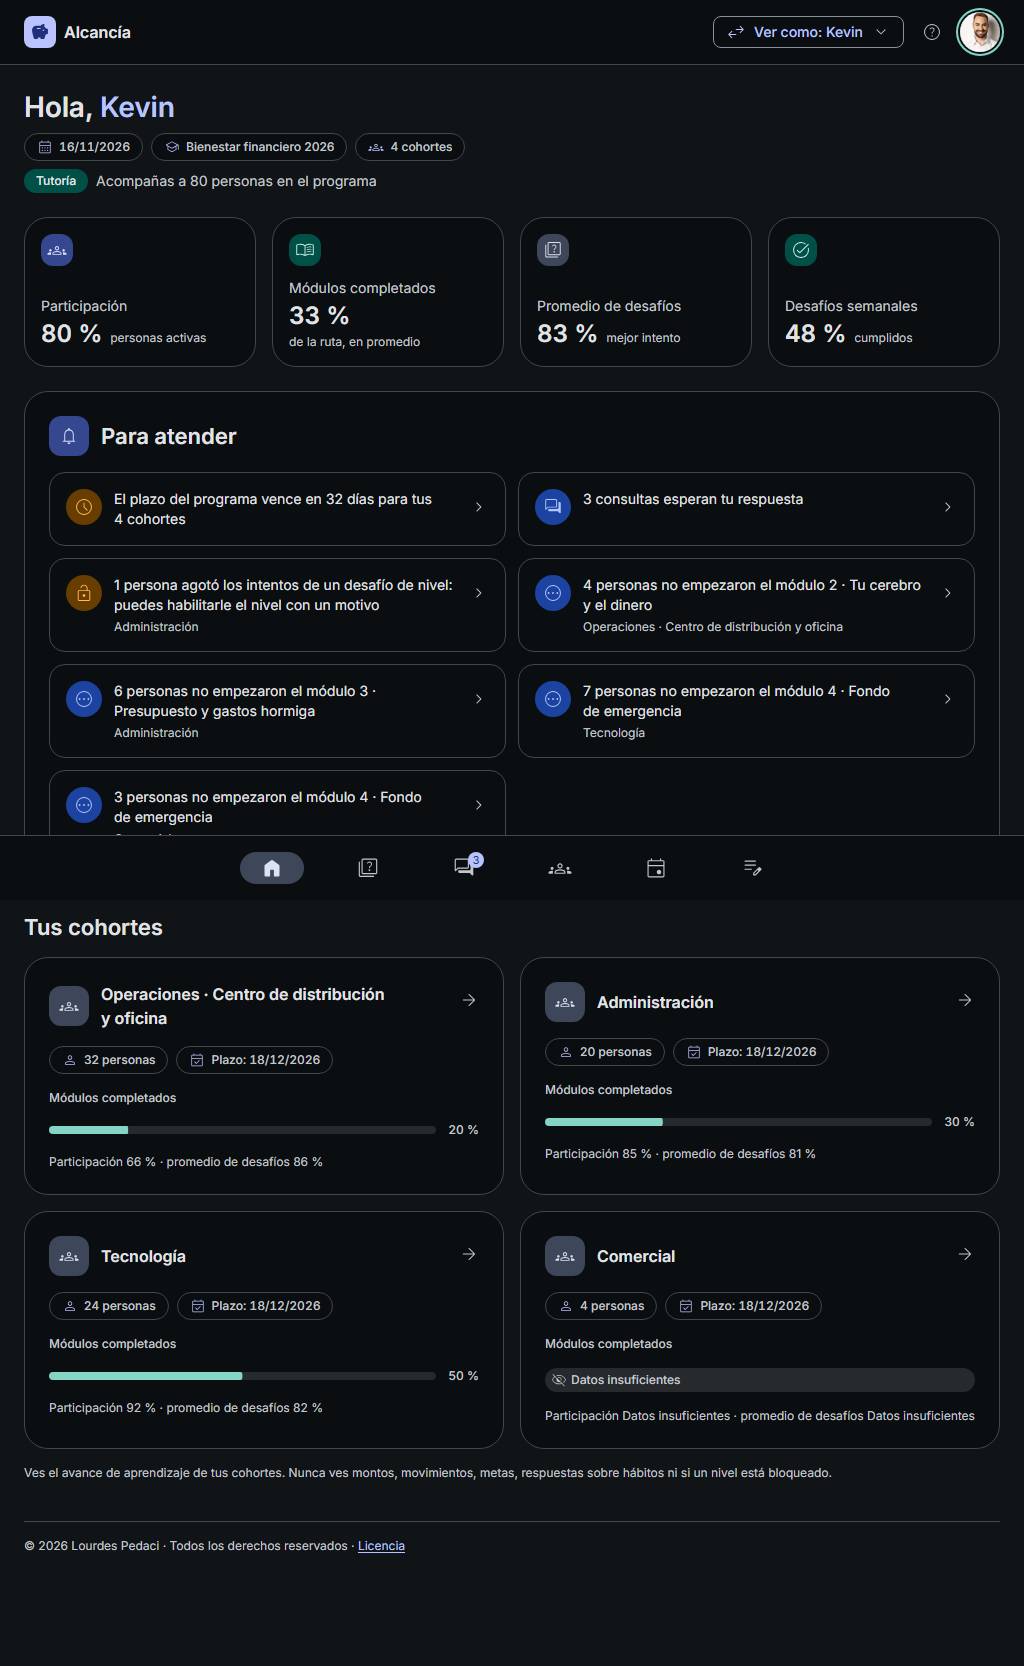 Alcancía
Ver como: Kevin
Hola, Kevin
16/11/2026
Bienestar financiero 2026
4 cohortes
Tutoría
Acompañas a 80 personas en el programa
Participación
80 % personas activas
Módulos completados
33 %
de la ruta, en promedio
Promedio de desafíos
83 % mejor intento
Desafíos semanales
48 % cumplidos
Para atender
El plazo del programa vence en 32 días para tus
4 cohortes
3 consultas esperan tu respuesta
1 persona agotó los intentos de un desafío de nivel:
puedes habilitarle el nivel con un motivo
Administración
4 personas no empezaron el módulo 2 · Tu cerebro
y el dinero
Operaciones · Centro de distribución y oficina
6 personas no empezaron el módulo 3 ·
Presupuesto y gastos hormiga
Administración
7 personas no empezaron el módulo 4 · Fondo
de emergencia
Tecnología
3 personas no empezaron el módulo 4 · Fondo
de emergencia
3
Tus cohortes
Operaciones · Centro de distribución
y oficina
32 personas
Plazo: 18/12/2026
Módulos completados
20 %
Participación 66 % · promedio de desafíos 86 %
Administración
20 personas
Plazo: 18/12/2026
Módulos completados
30 %
Participación 85 % · promedio de desafíos 81 %
Tecnología
24 personas
Plazo: 18/12/2026
Módulos completados
50 %
Participación 92 % · promedio de desafíos 82 %
Comercial
4 personas
Plazo: 18/12/2026
Módulos completados
Datos insuficientes
Participación Datos insuficientes · promedio de desafíos Datos insuficientes
Ves el avance de aprendizaje de tus cohortes. Nunca ves montos, movimientos, metas, respuestas sobre hábitos ni si un nivel está bloqueado.
© 2026 Lourdes Pedaci · Todos los derechos reservados · Licencia